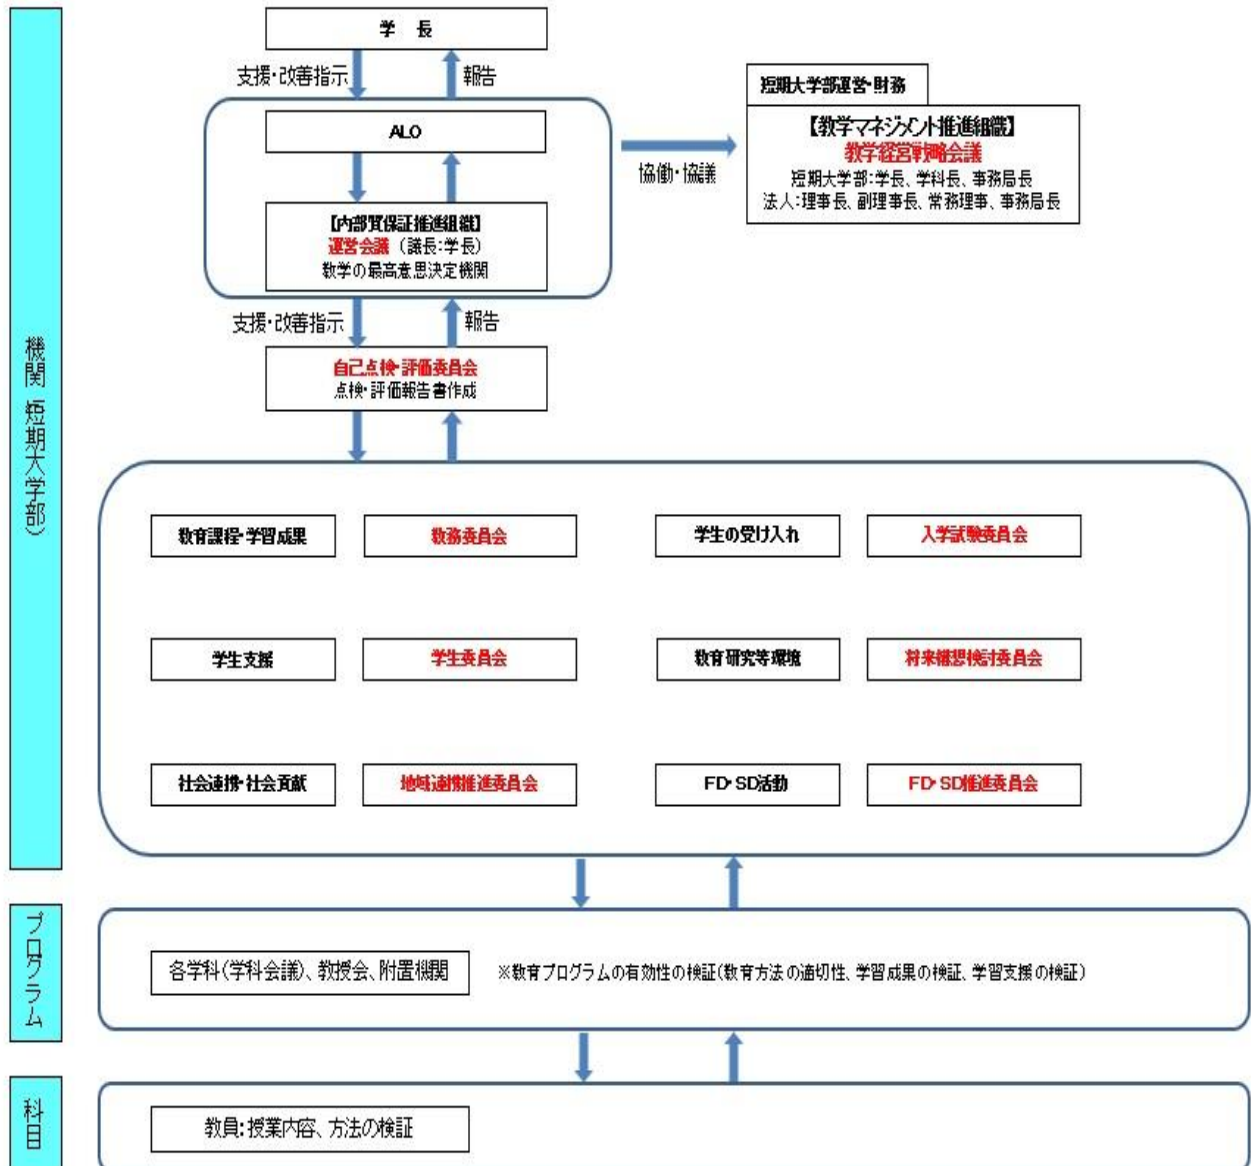 学 長
支援・改善指示
報告
ALO
【内部質保証推進組織】
運営会議 (議長:学長)
教学の最高意思決定機関
協働・協議
短期大学部運営・財務
【教学マネジメント推進組織】
教学経営戦略会議
短期大学部:学長、学科長、事務局長
法人:理事長、副理事長、常務理事、事務局長
支援・改善指示
報告
自己点検・評価委員会
点検・評価報告書作成
機関 短期大学部)
教育課程・学習成果
教務委員会
学生の受け入れ
入学試験委員会
学生支援
学生委員会
教育研究等環境
将来構想検討委員会
社会連携・社会貢献
地域連携推進委員会
FD・SD活動
FD・SD推進委員会
プログラム
各学科(学科会議)、教授会、附置機関
※教育プログラムの有効性の検証(教育方法の適切性、学習成果の検証、学習支援の検証)
科目
教員:授業内容、方法の検証